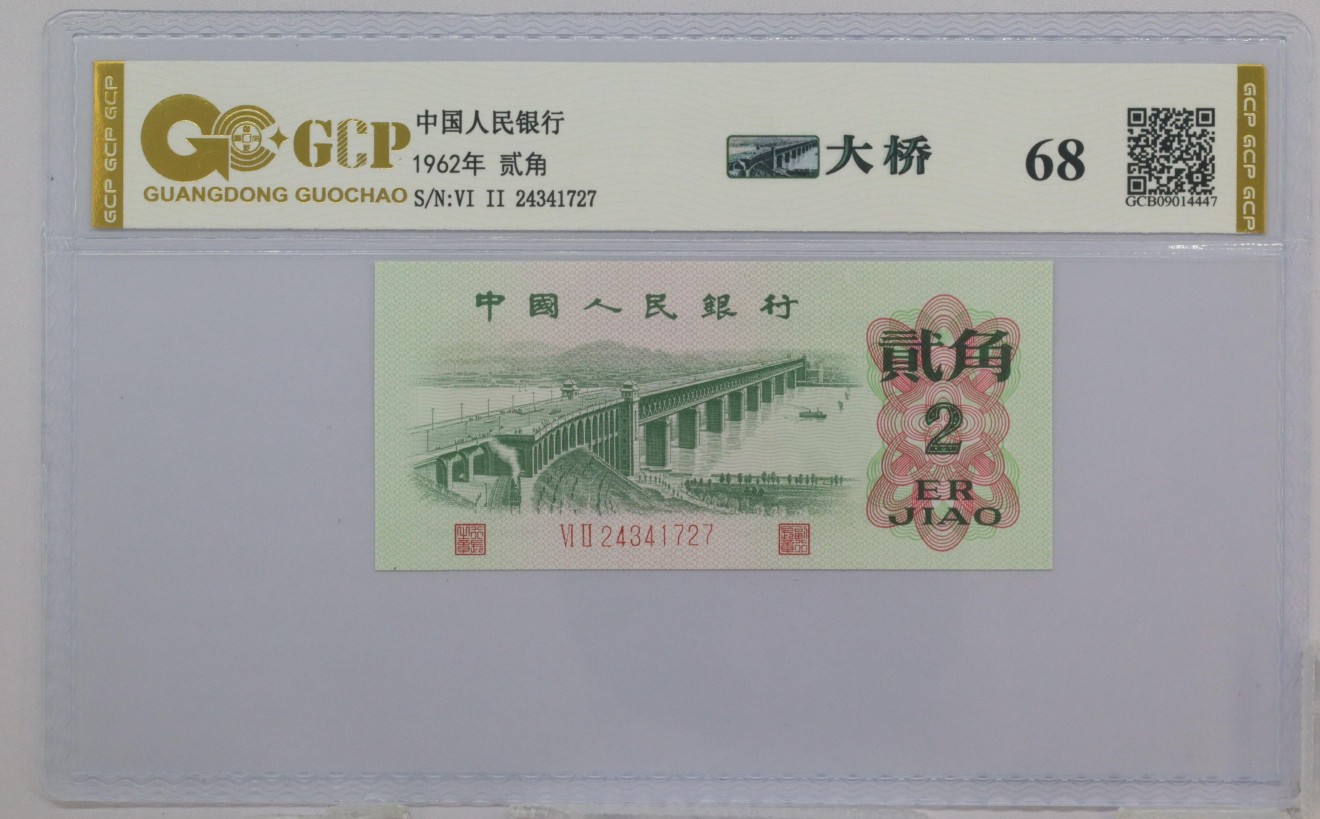 GCP GCP GCP
GCP
GUANGDONG GUOCHAO
中国人民银行
1962年 贰角
S/N:VI II 24341727
大桥
68
GCB09014447
GCP GCP GCP
中國人民銀行
貳角
2
ER
JIAO
VI II 24341727